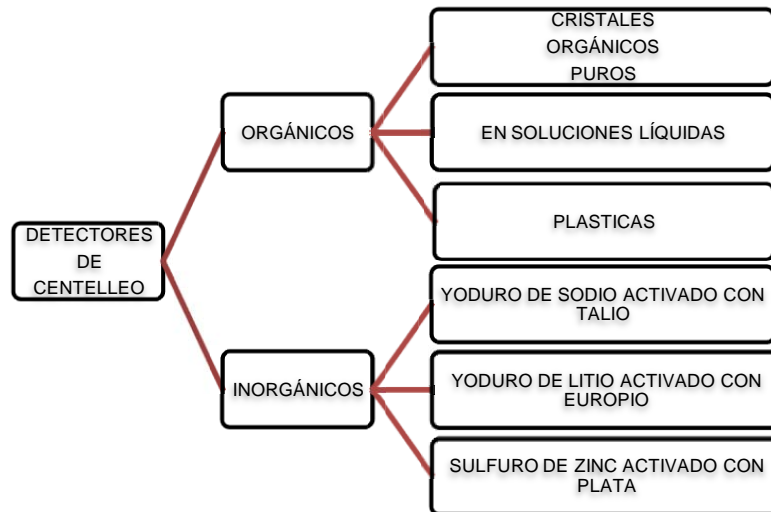 CRISTALES
ORGÁNICOS
PUROS
ORGÁNICOS
EN SOLUCIONES LÍQUIDAS
PLASTICAS
DETECTORES
DE
CENTELLEO
YODURO DE SODIO ACTIVADO CON
TALIO
INORGÁNICOS
YODURO DE LITIO ACTIVADO CON
EUROPIO
SULFURO DE ZINC ACTIVADO CON
PLATA